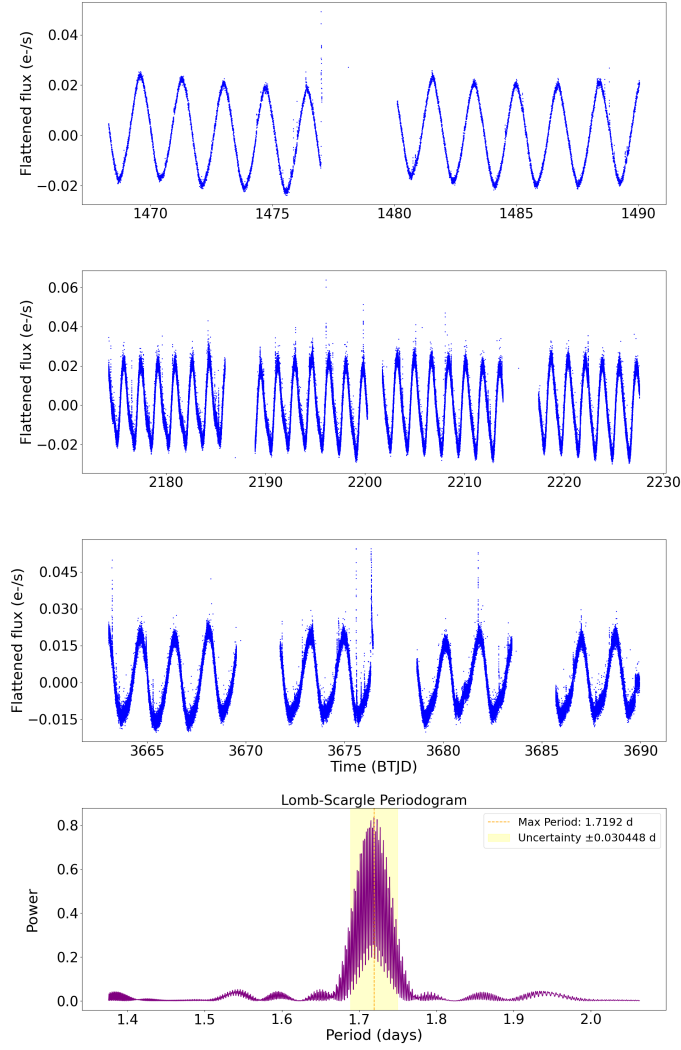 Flattened flux (e-/s)
0.04
0.02
0.00
−0.02
1470 1475 1480 1485 1490
Flattened flux (e-/s)
0.06
0.04
0.02
0.00
−0.02
2180 2190 2200 2210 2220 2230
Flattened flux (e-/s)
0.045
0.030
0.015
0.000
−0.015
3665 3670 3675 3680 3685 3690
Time (BTJD)
Lomb-Scargle Periodogram
Max Period: 1.7192 d
Uncertainty ±0.030448 d
Power
0.8
0.6
0.4
0.2
0.0
1.4 1.5 1.6 1.7 1.8 1.9 2.0
Period (days)